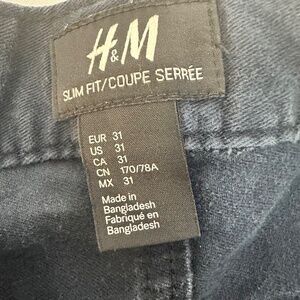 H&M
SLIM FIT/COUPE SERRÉE
EUR 31
US 31
CA 31
CN 170/78A
MX 31
Made in
Bangladesh
Fabriqué en
Bangladesh